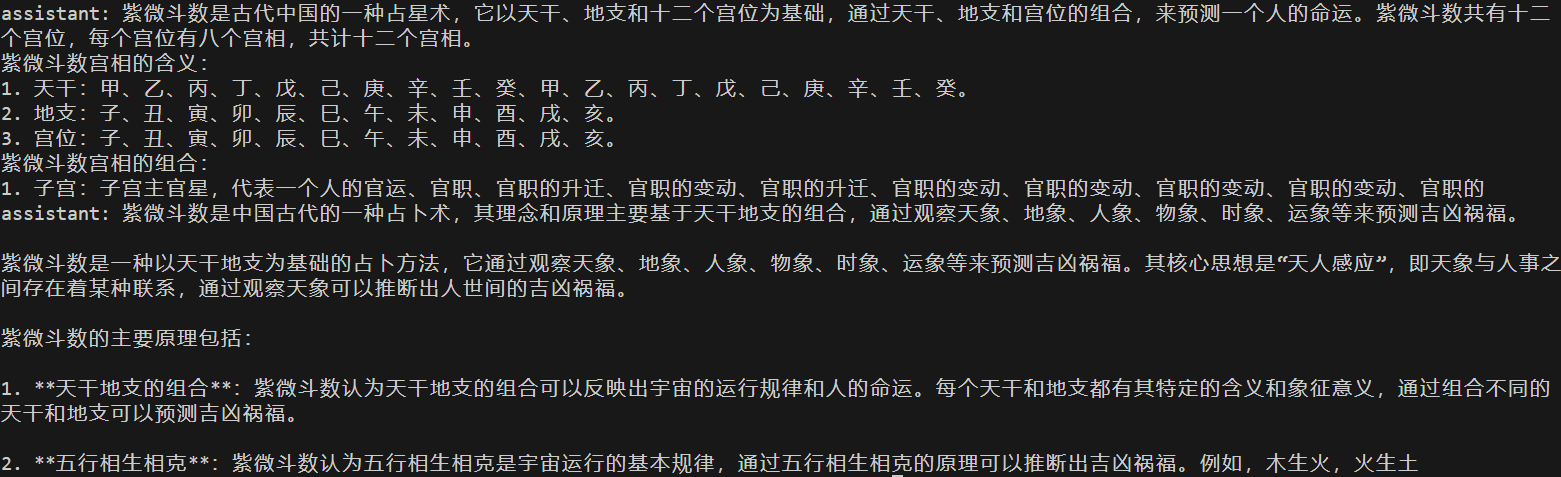 assistant: 紫微斗数是古代中国的一种占星术，它以天干、地支和十二个宫位为基础，通过天干、地支和宫位的组合，来预测一个人的命运。紫微斗数共有十二
个宫位，每个宫位有八个宫相，共计十二个宫相。
紫微斗数宫相的含义：
1. 天干：甲、乙、丙、丁、戊、己、庚、辛、壬、癸、甲、乙、丙、丁、戊、己、庚、辛、壬、癸。
2. 地支：子、丑、寅、卯、辰、巳、午、未、申、酉、戌、亥。
3. 宫位：子、丑、寅、卯、辰、巳、午、未、申、酉、戌、亥。
紫微斗数宫相的组合：
1. 子宫：子宫主官星，代表一个人的官运、官职、官职的升迁、官职的变动、官职的升迁、官职的变动、官职的变动、官职的变动、官职的变动、官职的
assistant: 紫微斗数是中国古代的一种占卜术，其理念和原理主要基于天干地支的组合，通过观察天象、地象、人象、物象、时象、运象等来预测吉凶祸福。
紫微斗数是一种以天干地支为基础的占卜方法，它通过观察天象、地象、人象、物象、时象、运象等来预测吉凶祸福。其核心思想是“天人感应”，即天象与人事之
间存在着某种联系，通过观察天象可以推断出人世间的吉凶祸福。
紫微斗数的主要原理包括：
1. **天干地支的组合**：紫微斗数认为天干地支的组合可以反映出宇宙的运行规律和人的命运。每个天干和地支都有其特定的含义和象征意义，通过组合不同的
天干和地支可以预测吉凶祸福。
2. **五行相生相克**：紫微斗数认为五行相生相克是宇宙运行的基本规律，通过五行相生相克的原理可以推断出吉凶祸福。例如，木生火，火生土